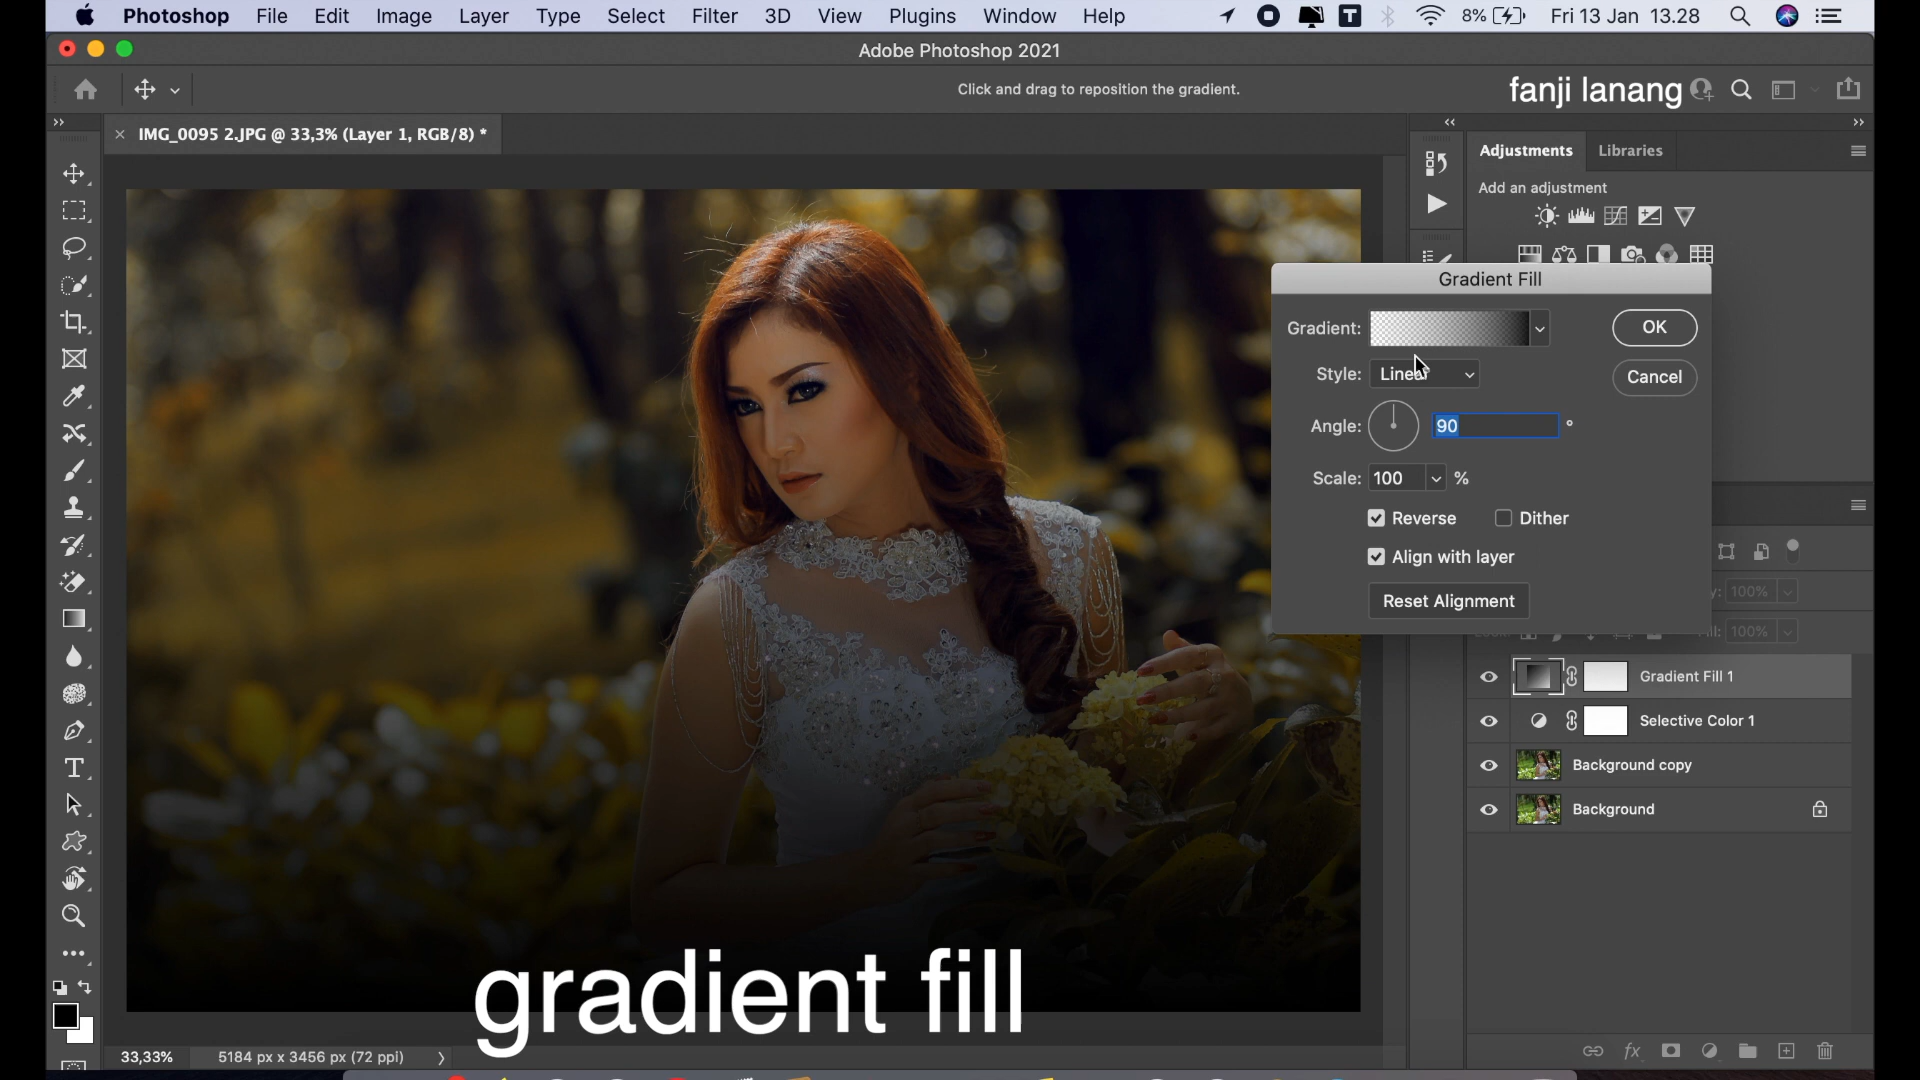 Photoshop File Edit Image Layer Type Select Filter 3D View Plugins Window Help 8% Fri 13 Jan 13.28
Adobe Photoshop 2021
Click and drag to reposition the gradient.
fanji lanang
IMG_0095 2.JPG @ 33,3% (Layer 1, RGB/8) *
Adjustments Libraries
Add an adjustment
Gradient Fill
Gradient: OK
Style: Linear
Cancel
Angle: 90 °
Scale: 100 %
Reverse Dither
Align with layer
Reset Alignment
100%
Fill: 100%
Gradient Fill 1
Selective Color 1
Background copy
Background
gradient fill
33,33% 5184 px x 3456 px (72 ppi)